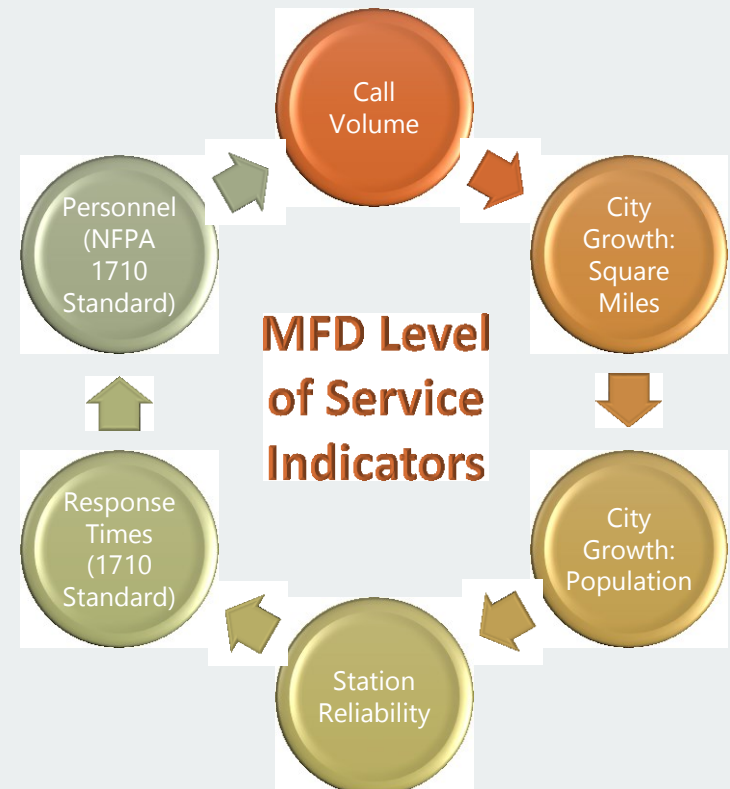 Call
Volume
City
Growth:
Square
Miles
City
Growth:
Population
Station
Reliability
Response
Times
(1710
Standard)
Personnel
(NFPA
1710
Standard)
MFD Level
of Service
Indicators